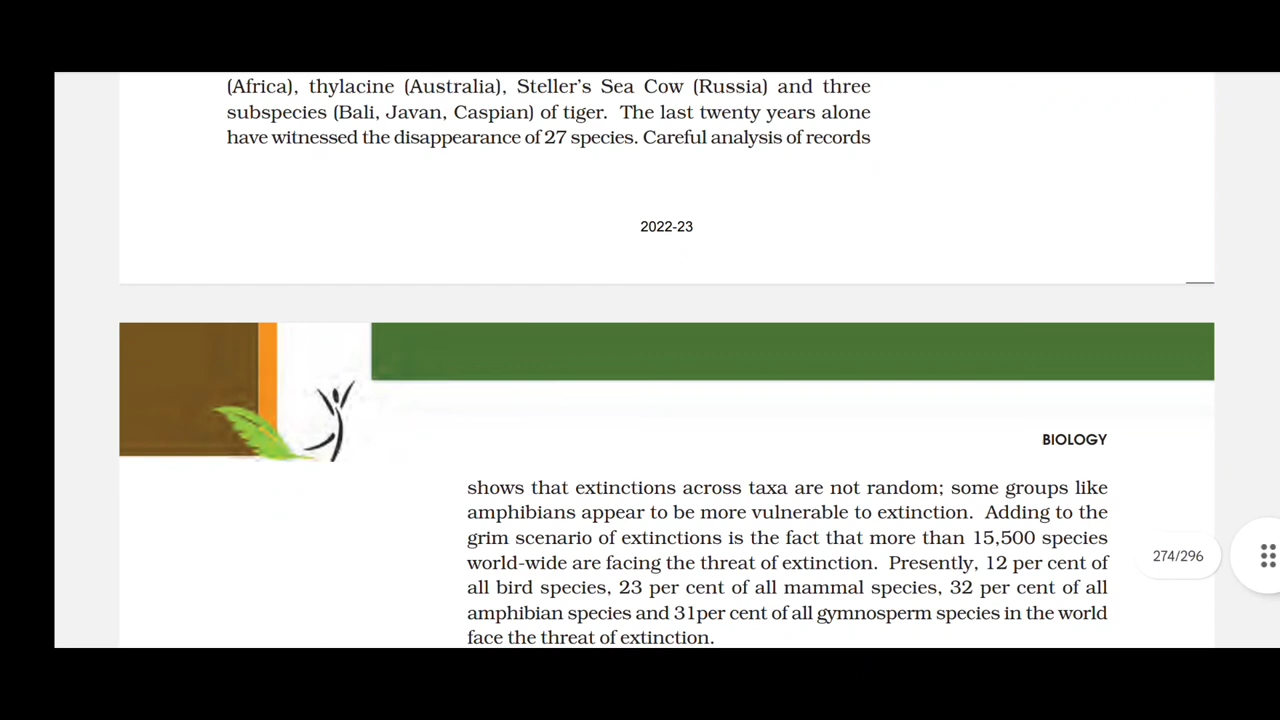 (Africa), thylacine (Australia), Steller's Sea Cow (Russia) and three
subspecies (Bali, Javan, Caspian) of tiger. The last twenty years alone
have witnessed the disappearance of 27 species. Careful analysis of records
2022-23
BIOLOGY
shows that extinctions across taxa are not random; some groups like
amphibians appear to be more vulnerable to extinction. Adding to the
grim scenario of extinctions is the fact that more than 15,500 species
world-wide are facing the threat of extinction. Presently, 12 per cent of
all bird species, 23 per cent of all mammal species, 32 per cent of all
amphibian species and 31per cent of all gymnosperm species in the world
face the threat of extinction.
274/296